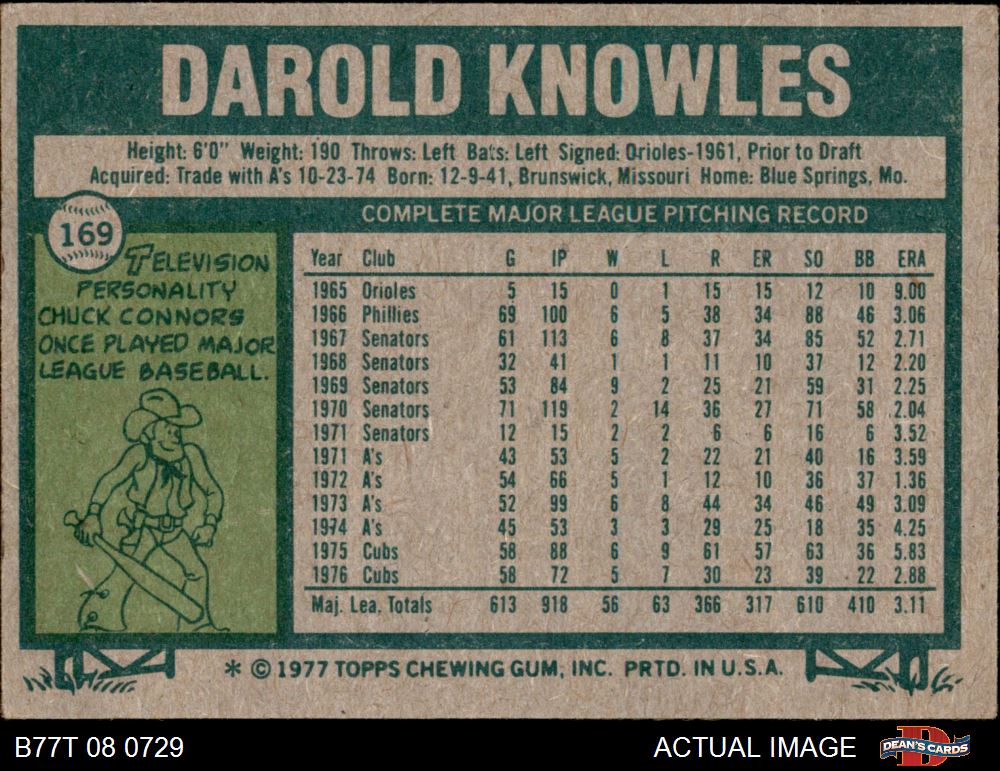 DAROLD KNOWLES
Height: 6'0" Weight: 190 Throws: Left Bats: Left Signed: Orioles-1961, Prior to Draft
Acquired: Trade with A's 10-23-74 Born: 12-9-41, Brunswick, Missouri Home: Blue Springs, Mo.
169
TELEVISION
PERSONALITY
CHUCK CONNORS
ONCE PLAYED MAJOR
LEAGUE BASEBALL.
COMPLETE MAJOR LEAGUE PITCHING RECORD
Year Club G IP W L R ER SO BB ERA
1965 Orioles 5 15 0 1 15 15 12 10 9.00
1966 Phillies 69 100 6 5 38 34 88 46 3.06
1967 Senators 61 113 6 8 37 34 85 52 2.71
1968 Senators 32 41 1 1 11 10 37 12 2.20
1969 Senators 53 84 9 2 25 21 59 31 2.25
1970 Senators 71 119 2 14 36 27 71 58 2.04
1971 Senators 12 15 2 2 6 6 16 6 3.52
1971 A's 43 53 5 2 22 21 40 16 3.59
1972 A's 54 66 5 1 12 10 36 37 1.36
1973 A's 52 99 6 8 44 34 46 49 3.09
1974 A's 45 53 3 3 29 25 18 35 4.25
1975 Cubs 58 88 6 9 61 57 63 36 5.83
1976 Cubs 58 72 5 7 30 23 39 22 2.88
Maj. Lea. Totals 613 918 56 63 366 317 610 410 3.11
* © 1977 TOPPS CHEWING GUM, INC. PRTD. IN U.S.A.
B77T 08 0729 ACTUAL IMAGE DEAN'S CARDS